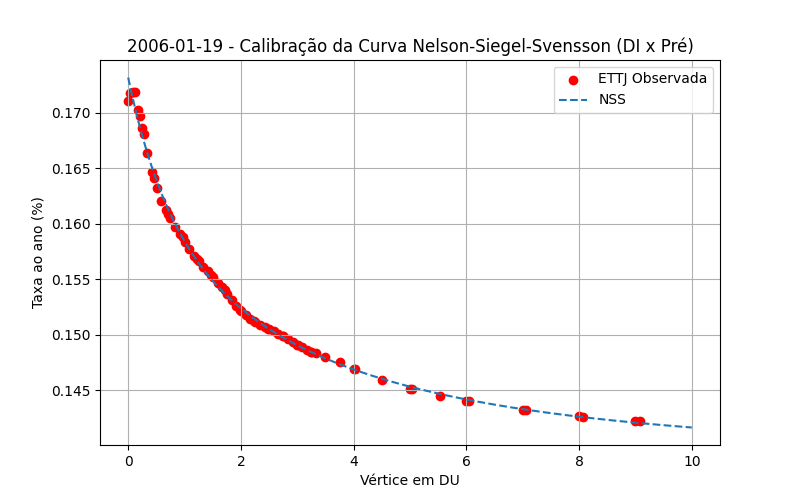 2006-01-19 - Calibração da Curva Nelson-Siegel-Svensson (DI x Pré)
ETTJ Observada
NSS
Taxa ao ano (%)
0.170
0.165
0.160
0.155
0.150
0.145
0 2 4 6 8 10
Vértice em DU